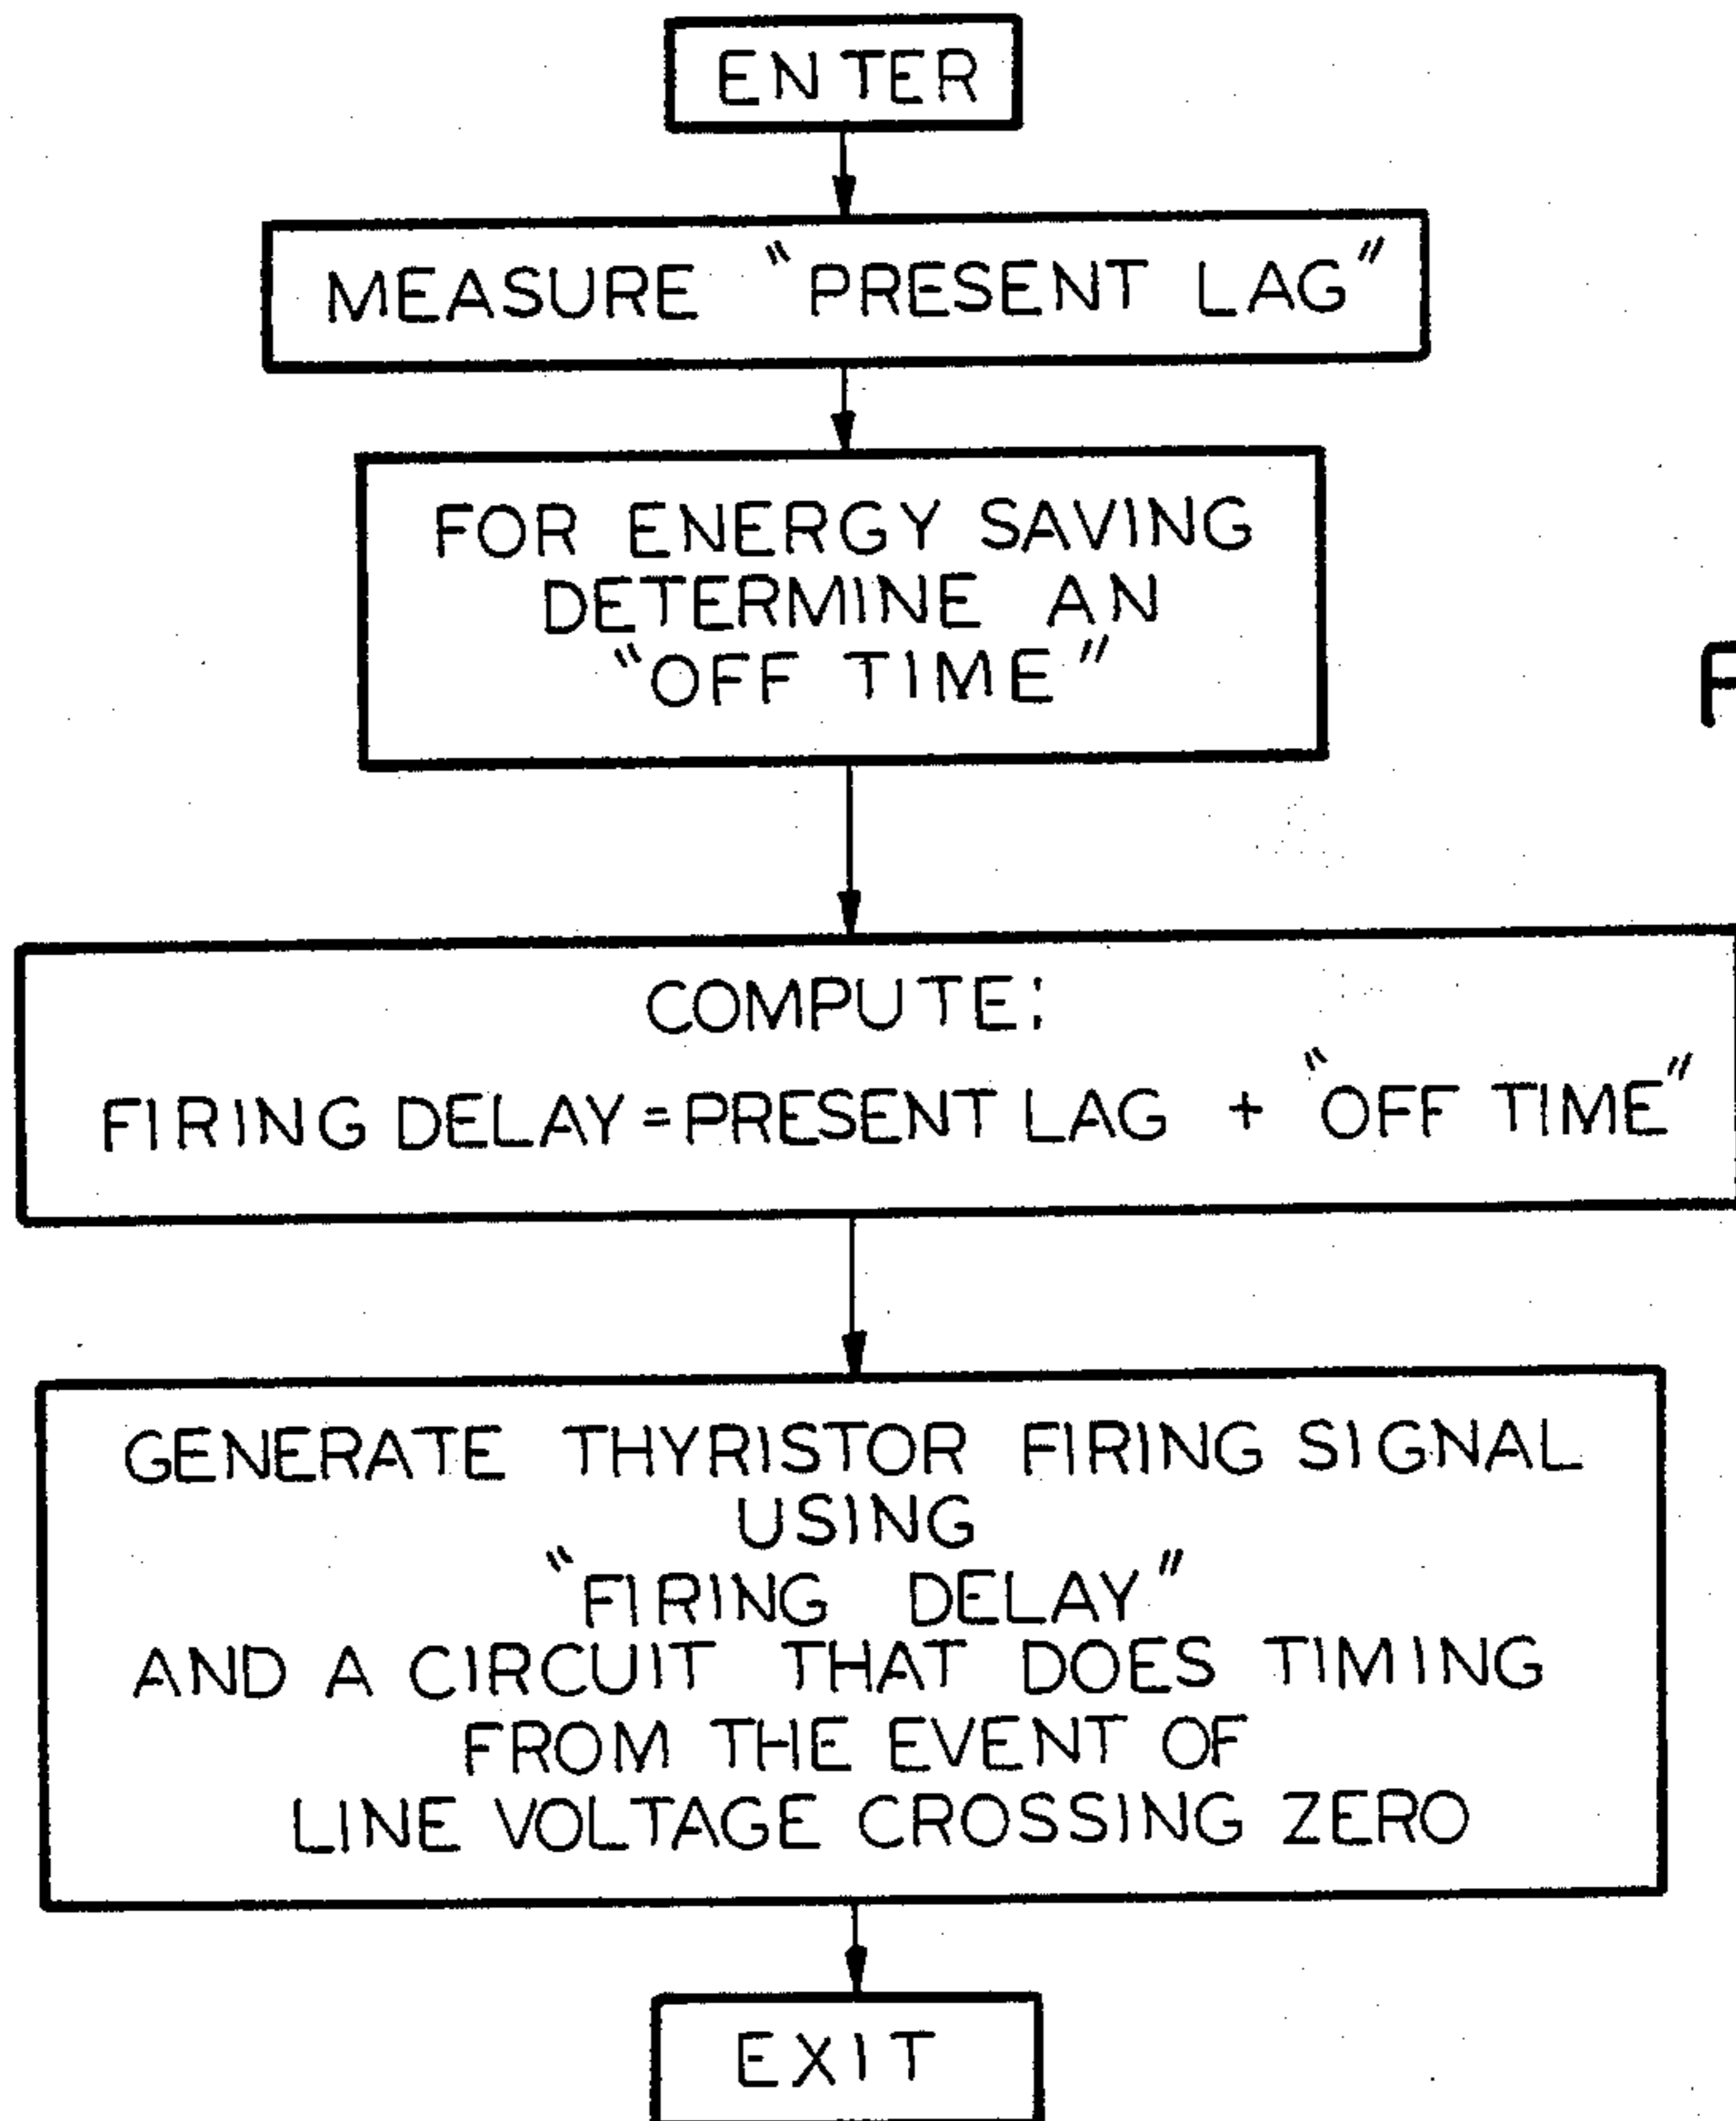 ENTER
MEASURE "PRESENT LAG"
FOR ENERGY SAVING
DETERMINE AN
"OFF TIME"
COMPUTE:
FIRING DELAY = PRESENT LAG + "OFF TIME"
GENERATE THYRISTOR FIRING SIGNAL
USING
"FIRING DELAY"
AND A CIRCUIT THAT DOES TIMING
FROM THE EVENT OF
LINE VOLTAGE CROSSING ZERO
EXIT